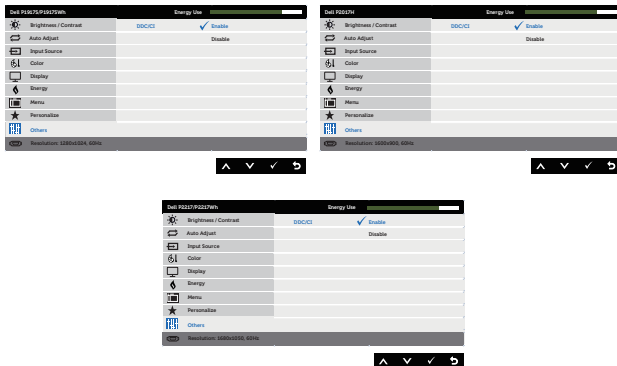 Dell P1917S/P1917SWh Energy Use
Brightness / Contrast DDC/CI Enable
Auto Adjust Disable
Input Source
Color
Display
Energy
Menu
Personalize
Others
Resolution: 1280x1024, 60Hz
Dell P2017H Energy Use
Brightness / Contrast DDC/CI Enable
Auto Adjust Disable
Input Source
Color
Display
Energy
Menu
Personalize
Others
Resolution: 1600x900, 60Hz
Dell P2217/P2217Wh Energy Use
Brightness / Contrast DDC/CI Enable
Auto Adjust Disable
Input Source
Color
Display
Energy
Menu
Personalize
Others
Resolution: 1680x1050, 60Hz